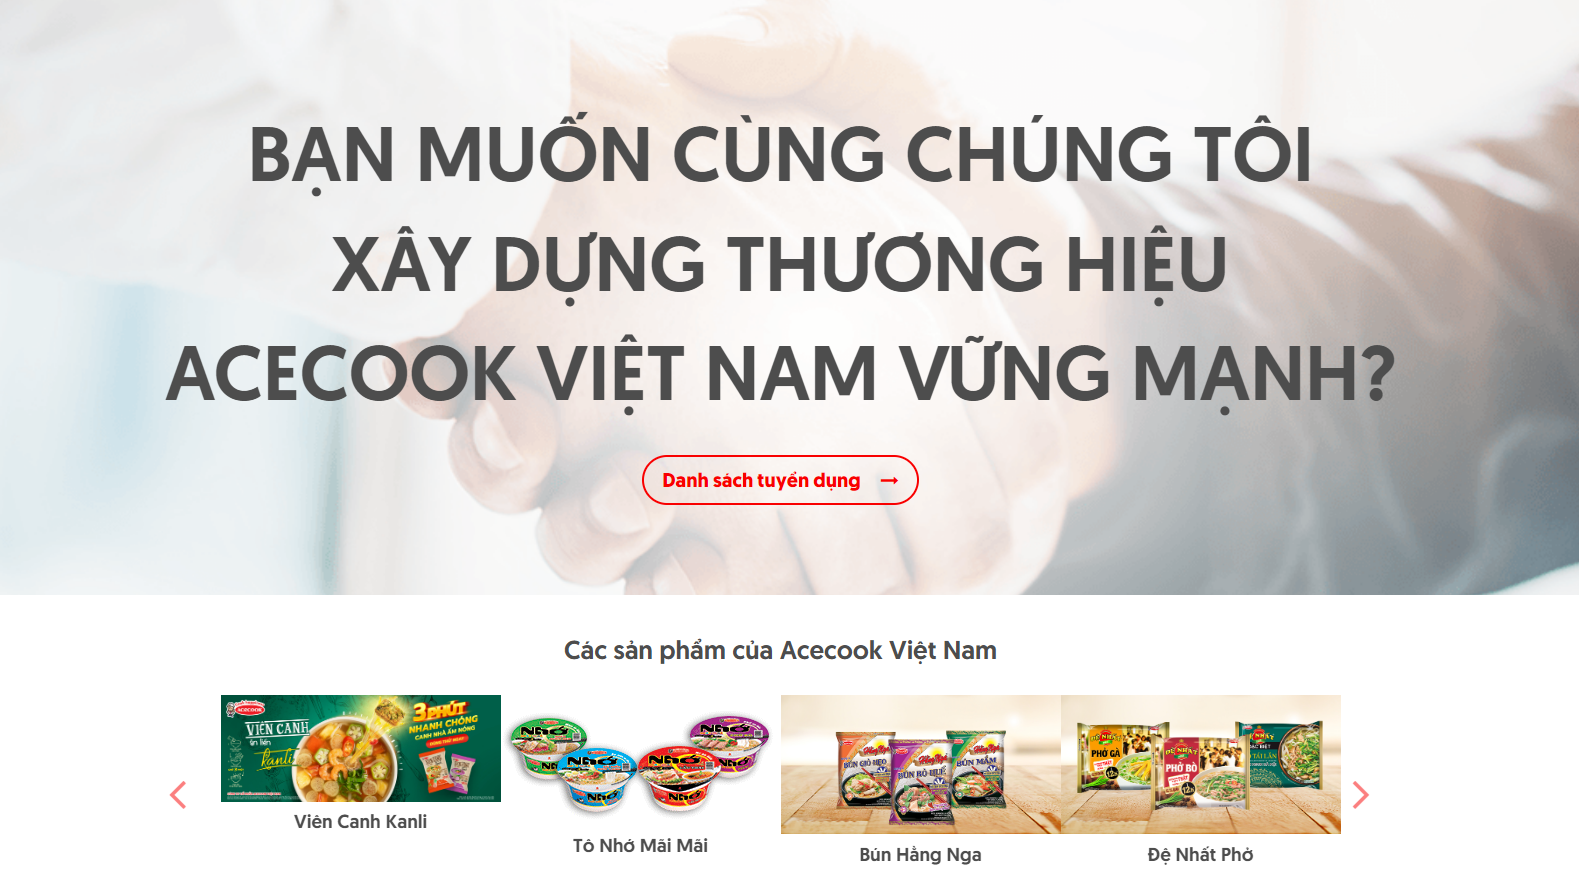 BẠN MUỐN CÙNG CHÚNG TÔI
XÂY DỰNG THƯƠNG HIỆU
ACECOOK VIỆT NAM VỮNG MẠNH?
Danh sách tuyển dụng →
Các sản phẩm của Acecook Việt Nam
ACECOOK
VIÊN CANH
ăn liền
Kanli
3 PHÚT
NHANH CHÓNG
CANH NHÀ ẤM NÓNG
Nhớ
Nhớ
Nhớ
Nhớ
Hằng Nga
BÚN GIÒ HEO
Hằng Nga
BÚN BÒ HUẾ
Hằng Nga
BÚN MẮM
ĐỆ NHẤT
PHỞ GÀ
ĐỆ NHẤT
PHỞ BÒ
Viên Canh Kanli
Tô Nhớ Mãi Mãi
Bún Hằng Nga
Đệ Nhất Phở